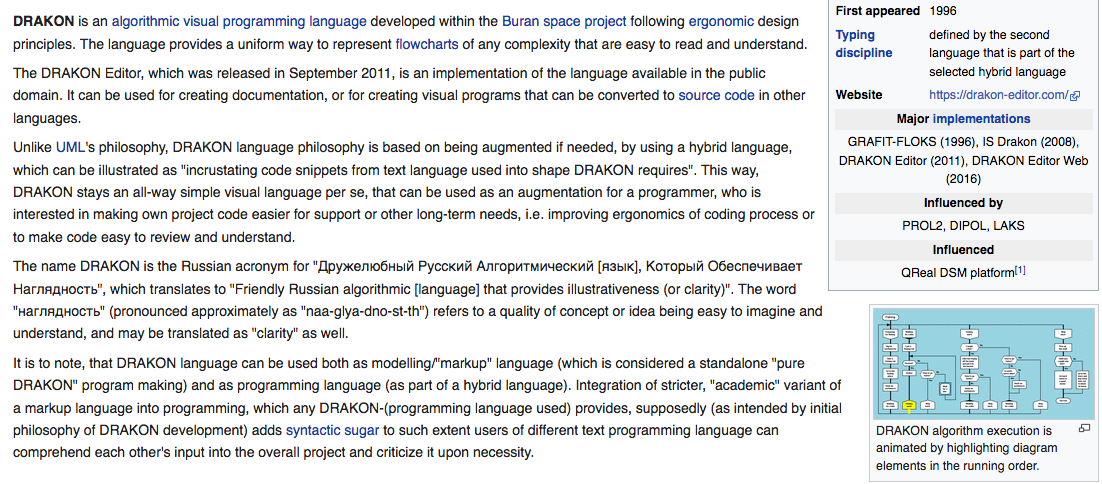 DRAKON is an algorithmic visual programming language developed within the Buran space project following ergonomic design
principles. The language provides a uniform way to represent flowcharts of any complexity that are easy to read and understand.
The DRAKON Editor, which was released in September 2011, is an implementation of the language available in the public
domain. It can be used for creating documentation, or for creating visual programs that can be converted to source code in other
languages.
Unlike UML's philosophy, DRAKON language philosophy is based on being augmented if needed, by using a hybrid language,
which can be illustrated as "incrustating code snippets from text language used into shape DRAKON requires". This way,
DRAKON stays an all-way simple visual language per se, that can be used as an augmentation for a programmer, who is
interested in making own project code easier for support or other long-term needs, i.e. improving ergonomics of coding process or
to make code easy to review and understand.
The name DRAKON is the Russian acronym for "Дружелюбный Русский Алгоритмический [язык], Который Обеспечивает
Наглядность", which translates to "Friendly Russian algorithmic [language] that provides illustrativeness (or clarity)". The word
"наглядность" (pronounced approximately as "naa-glya-dno-st-th") refers to a quality of concept or idea being easy to imagine and
understand, and may be translated as "clarity" as well.
It is to note, that DRAKON language can be used both as modelling/"markup" language (which is considered a standalone "pure
DRAKON" program making) and as programming language (as part of a hybrid language). Integration of stricter, "academic" variant of
a markup language into programming, which any DRAKON-(programming language used) provides, supposedly (as intended by initial
philosophy of DRAKON development) adds syntactic sugar to such extent users of different text programming language can
comprehend each other's input into the overall project and criticize it upon necessity.
First appeared 1996
Typing discipline defined by the second
language that is part of the
selected hybrid language
Website https://drakon-editor.com/
Major implementations
GRAFIT-FLOKS (1996), IS Drakon (2008),
DRAKON Editor (2011), DRAKON Editor Web
(2016)
Influenced by
PROL2, DIPOL, LAKS
Influenced
QReal DSM platform[1]
DRAKON algorithm execution is
animated by highlighting diagram
elements in the running order.